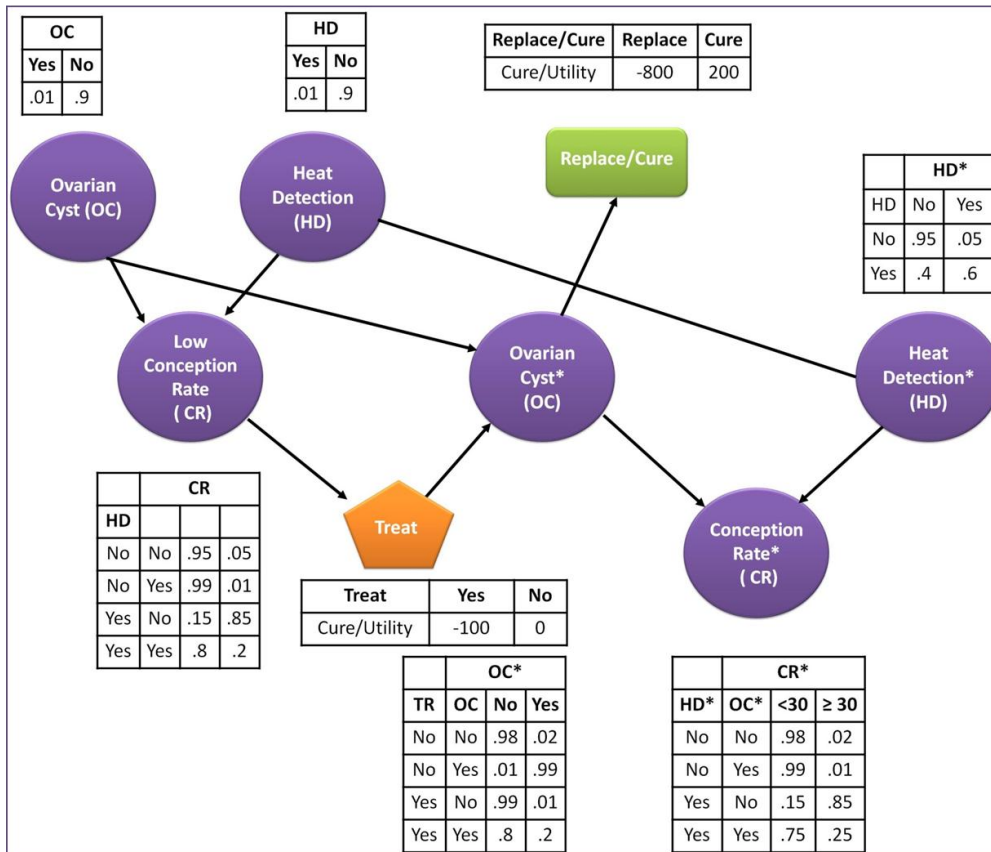 OC
Yes No
.01 .9
HD
Yes No
.01 .9
Replace/Cure Replace Cure
Cure/Utility -800 200
Ovarian
Cyst (OC)
Heat
Detection
(HD)
Replace/Cure
HD*
HD No Yes
No .95 .05
Yes .4 .6
Low
Conception
Rate
( CR)
Ovarian
Cyst*
(OC)
Heat
Detection*
(HD)
CR
HD
No No .95 .05
No Yes .99 .01
Yes No .15 .85
Yes Yes .8 .2
Treat
Conception
Rate*
( CR)
Treat Yes No
Cure/Utility -100 0
OC*
TR OC No Yes
No No .98 .02
No Yes .01 .99
Yes No .99 .01
Yes Yes .8 .2
CR*
HD* OC* <30 ≥ 30
No No .98 .02
No Yes .99 .01
Yes No .15 .85
Yes Yes .75 .25